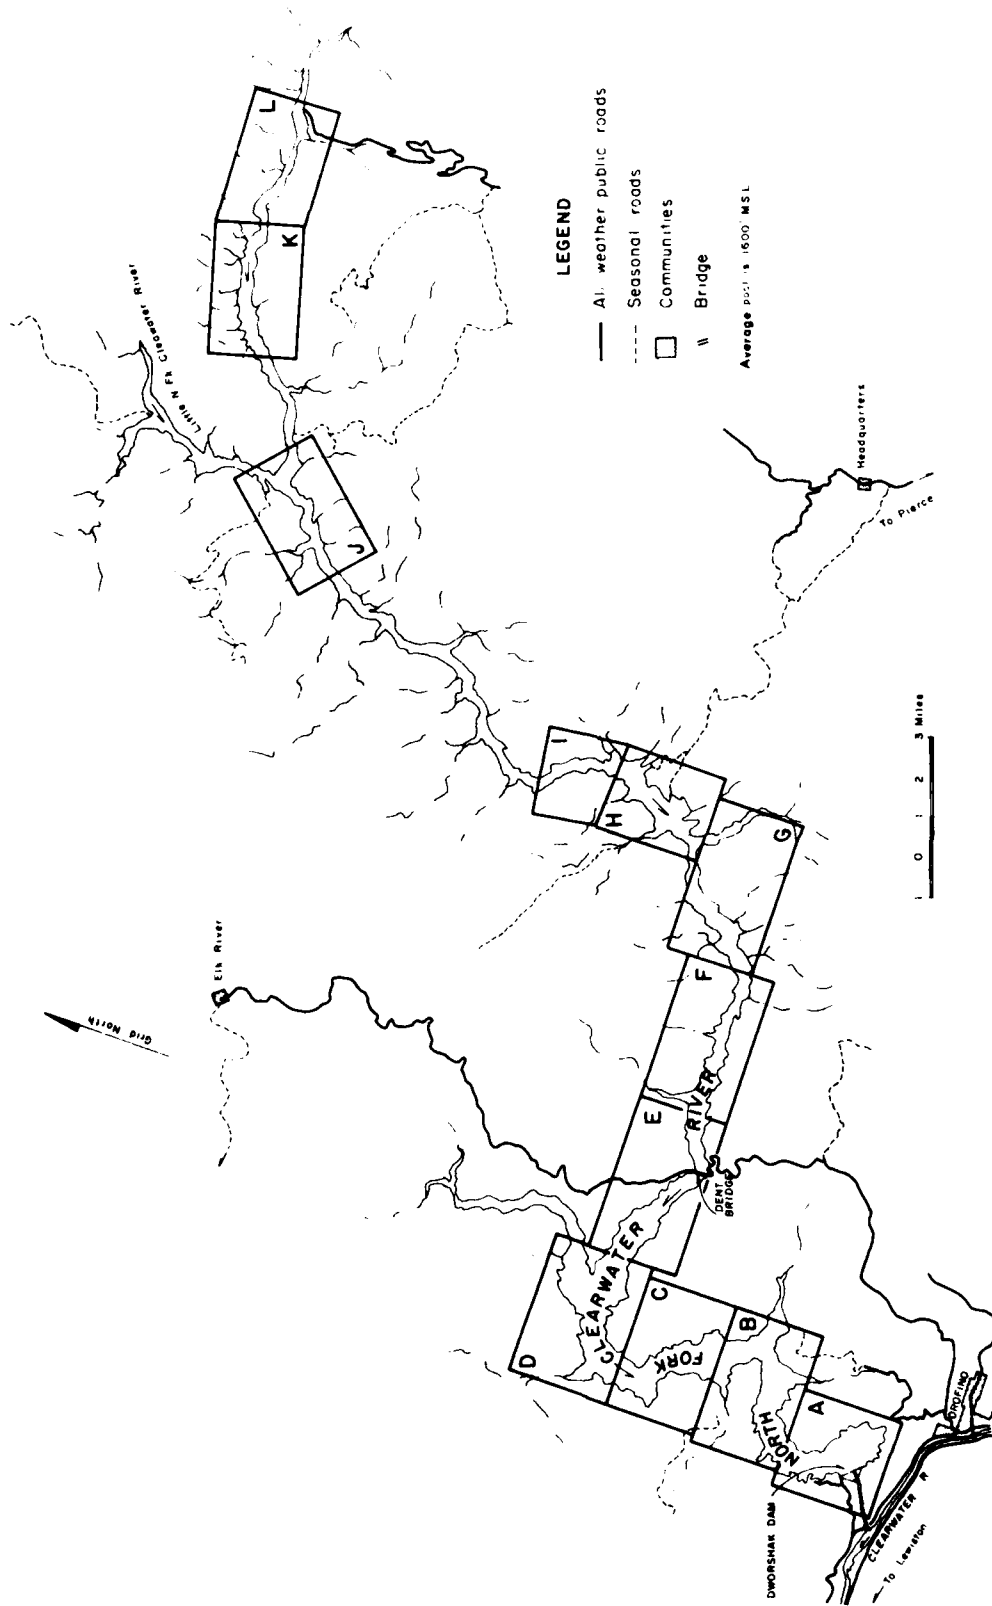 L
K
Little N Fk Clearwater River
J
LEGEND
All weather public roads
Seasonal roads
Communities
Bridge
Average pool is 1600' M S L
Headquarters
To Pierce
I
H
G
1 0 1 2 3 Miles
Elk River
Grid North
F
E
RIVER
DENT
BRIDGE
CLEARWATER
D
C
FORK
B
NORTH
A
DWORSHAK DAM
OROFINO
CLEARWATER R
To Lewiston